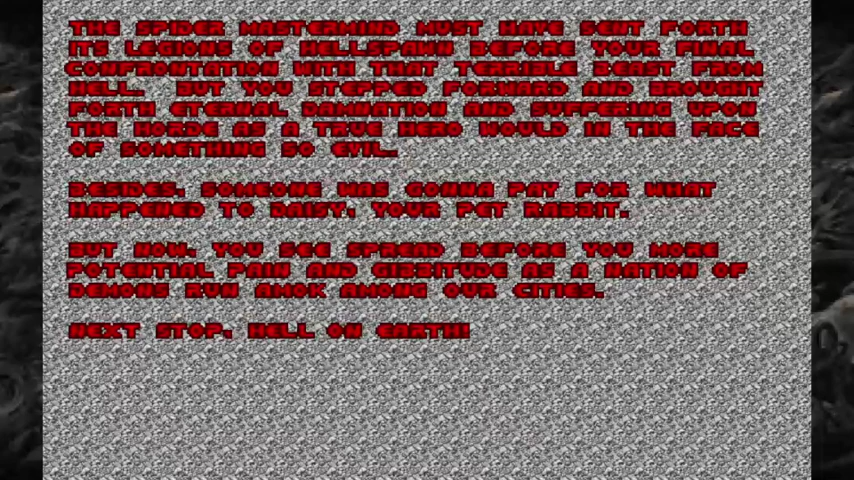 THE SPIDER MASTERMIND MUST HAVE SENT FORTH
ITS LEGIONS OF HELLSPAWN BEFORE YOUR FINAL
CONFRONTATION WITH THAT TERRIBLE BEAST FROM
HELL. BUT YOU STEPPED FORWARD AND BROUGHT
FORTH ETERNAL DAMNATION AND SUFFERING UPON
THE HORDE AS A TRUE HERO WOULD IN THE FACE
OF SOMETHING SO EVIL.
BESIDES, SOMEONE WAS GONNA PAY FOR WHAT
HAPPENED TO DAISY, YOUR PET RABBIT.
BUT NOW, YOU SEE SPREAD BEFORE YOU MORE
POTENTIAL PAIN AND GIBBITUDE AS A NATION OF
DEMONS RUN AMOK AMONG OUR CITIES.
NEXT STOP, HELL ON EARTH!